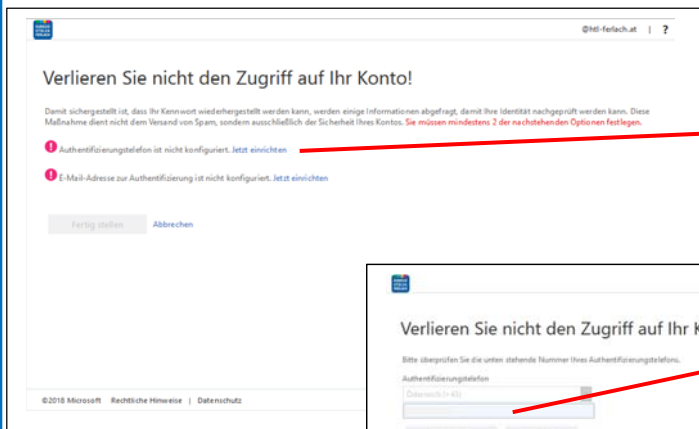 @htl-ferlach.at | ?
Verlieren Sie nicht den Zugriff auf Ihr Konto!
Damit sichergestellt ist, dass Ihr Kennwort wiederhergestellt werden kann, werden einige Informationen abgefragt, damit Ihre Identität nachgeprüft werden kann. Diese
Maßnahme dient nicht dem Versand von Spam, sondern ausschließlich der Sicherheit Ihres Kontos. Sie müssen mindestens 2 der nachstehenden Optionen festlegen.
! Authentifizierungstelefon ist nicht konfiguriert. Jetzt einrichten
! E-Mail-Adresse zur Authentifizierung ist nicht konfiguriert. Jetzt einrichten
Fertig stellen Abbrechen
©2018 Microsoft Rechtliche Hinweise | Datenschutz
Verlieren Sie nicht den Zugriff auf Ihr K
Bitte überprüfen Sie die unten stehende Nummer Ihres Authentifizierungstelefons.
Authentifizierungstelefon
Österreich (+43)